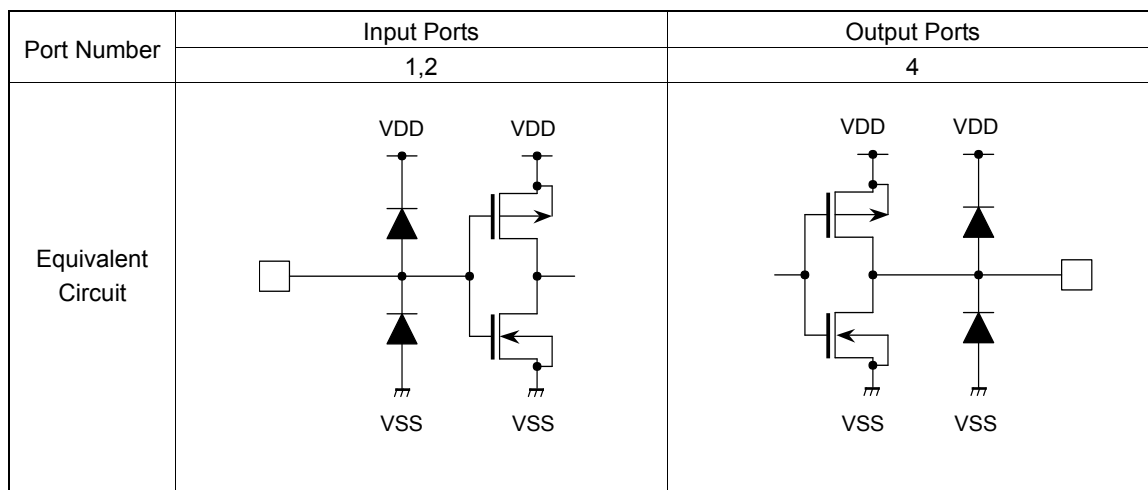 Port Number
Input Ports
Output Ports
1,2
4
Equivalent
Circuit
VDD
VDD
VSS
VSS
VDD
VDD
VSS
VSS